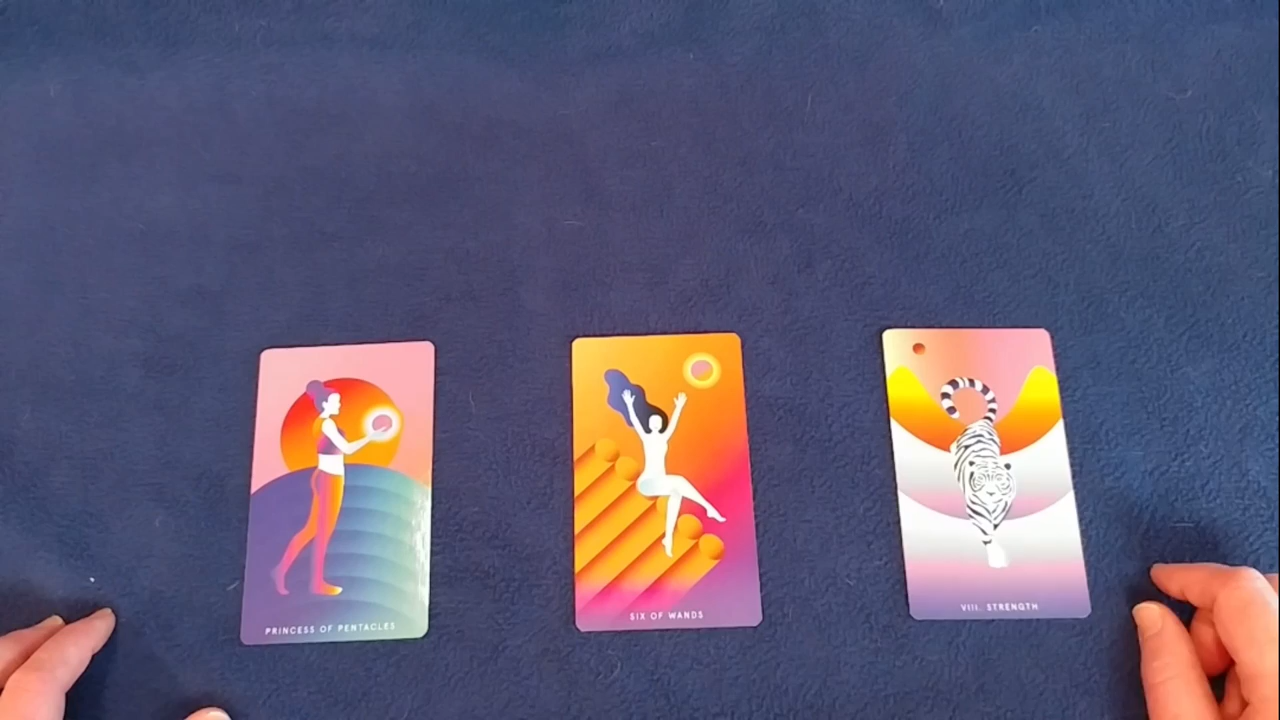 PRINCESS OF PENTACLES
SIX OF WANDS
VIII. STRENGTH